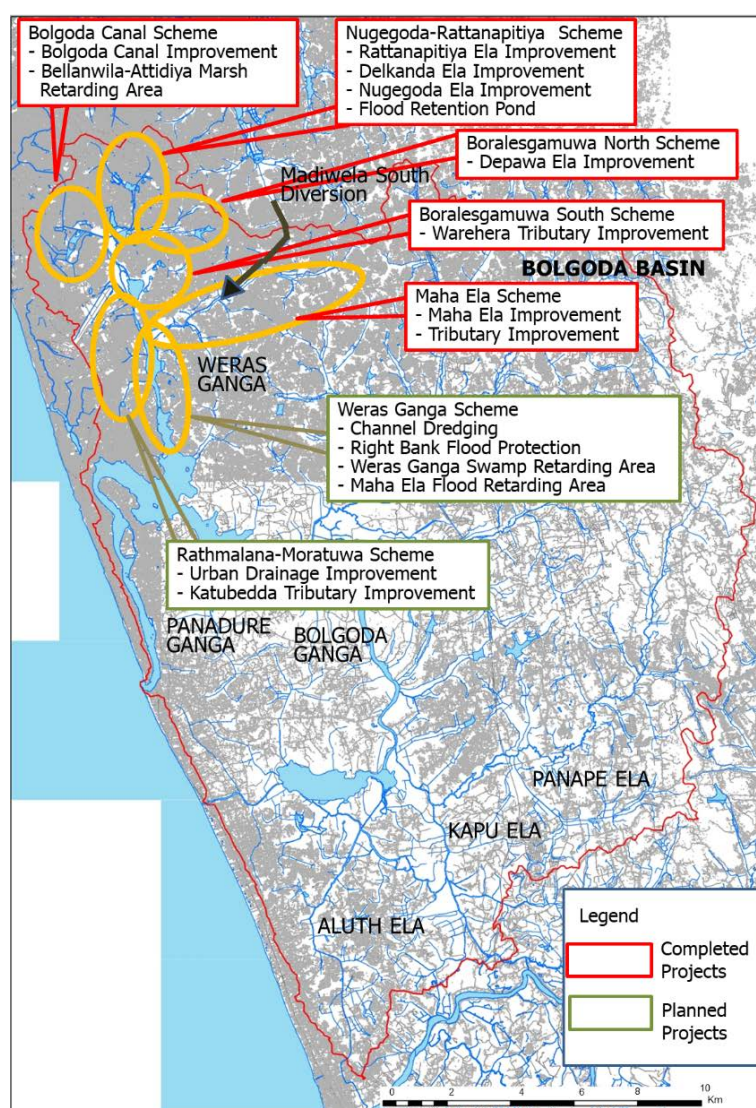 Bolgoda Canal Scheme
- Bolgoda Canal Improvement
- Bellanwila-Attidiya Marsh
Retarding Area
Nugegoda-Rattanapitiya Scheme
- Rattanapitiya Ela Improvement
- Delkanda Ela Improvement
- Nugegoda Ela Improvement
- Flood Retention Pond
Boralesgamuwa North Scheme
- Depawa Ela Improvement
Madiwela South
Diversion
Boralesgamuwa South Scheme
- Warehera Tributary Improvement
BOLGODA BASIN
Maha Ela Scheme
- Maha Ela Improvement
- Tributary Improvement
WERAS
GANGA
Weras Ganga Scheme
- Channel Dredging
- Right Bank Flood Protection
- Weras Ganga Swamp Retarding Area
- Maha Ela Flood Retarding Area
Rathmalana-Moratuwa Scheme
- Urban Drainage Improvement
- Katubedda Tributary Improvement
PANADURE
GANGA
BOLGODA
GANGA
PANAPE ELA
KAPU ELA
ALUTH ELA
Legend
Completed
Projects
Planned
Projects
0 2 4 6 8 10
Km